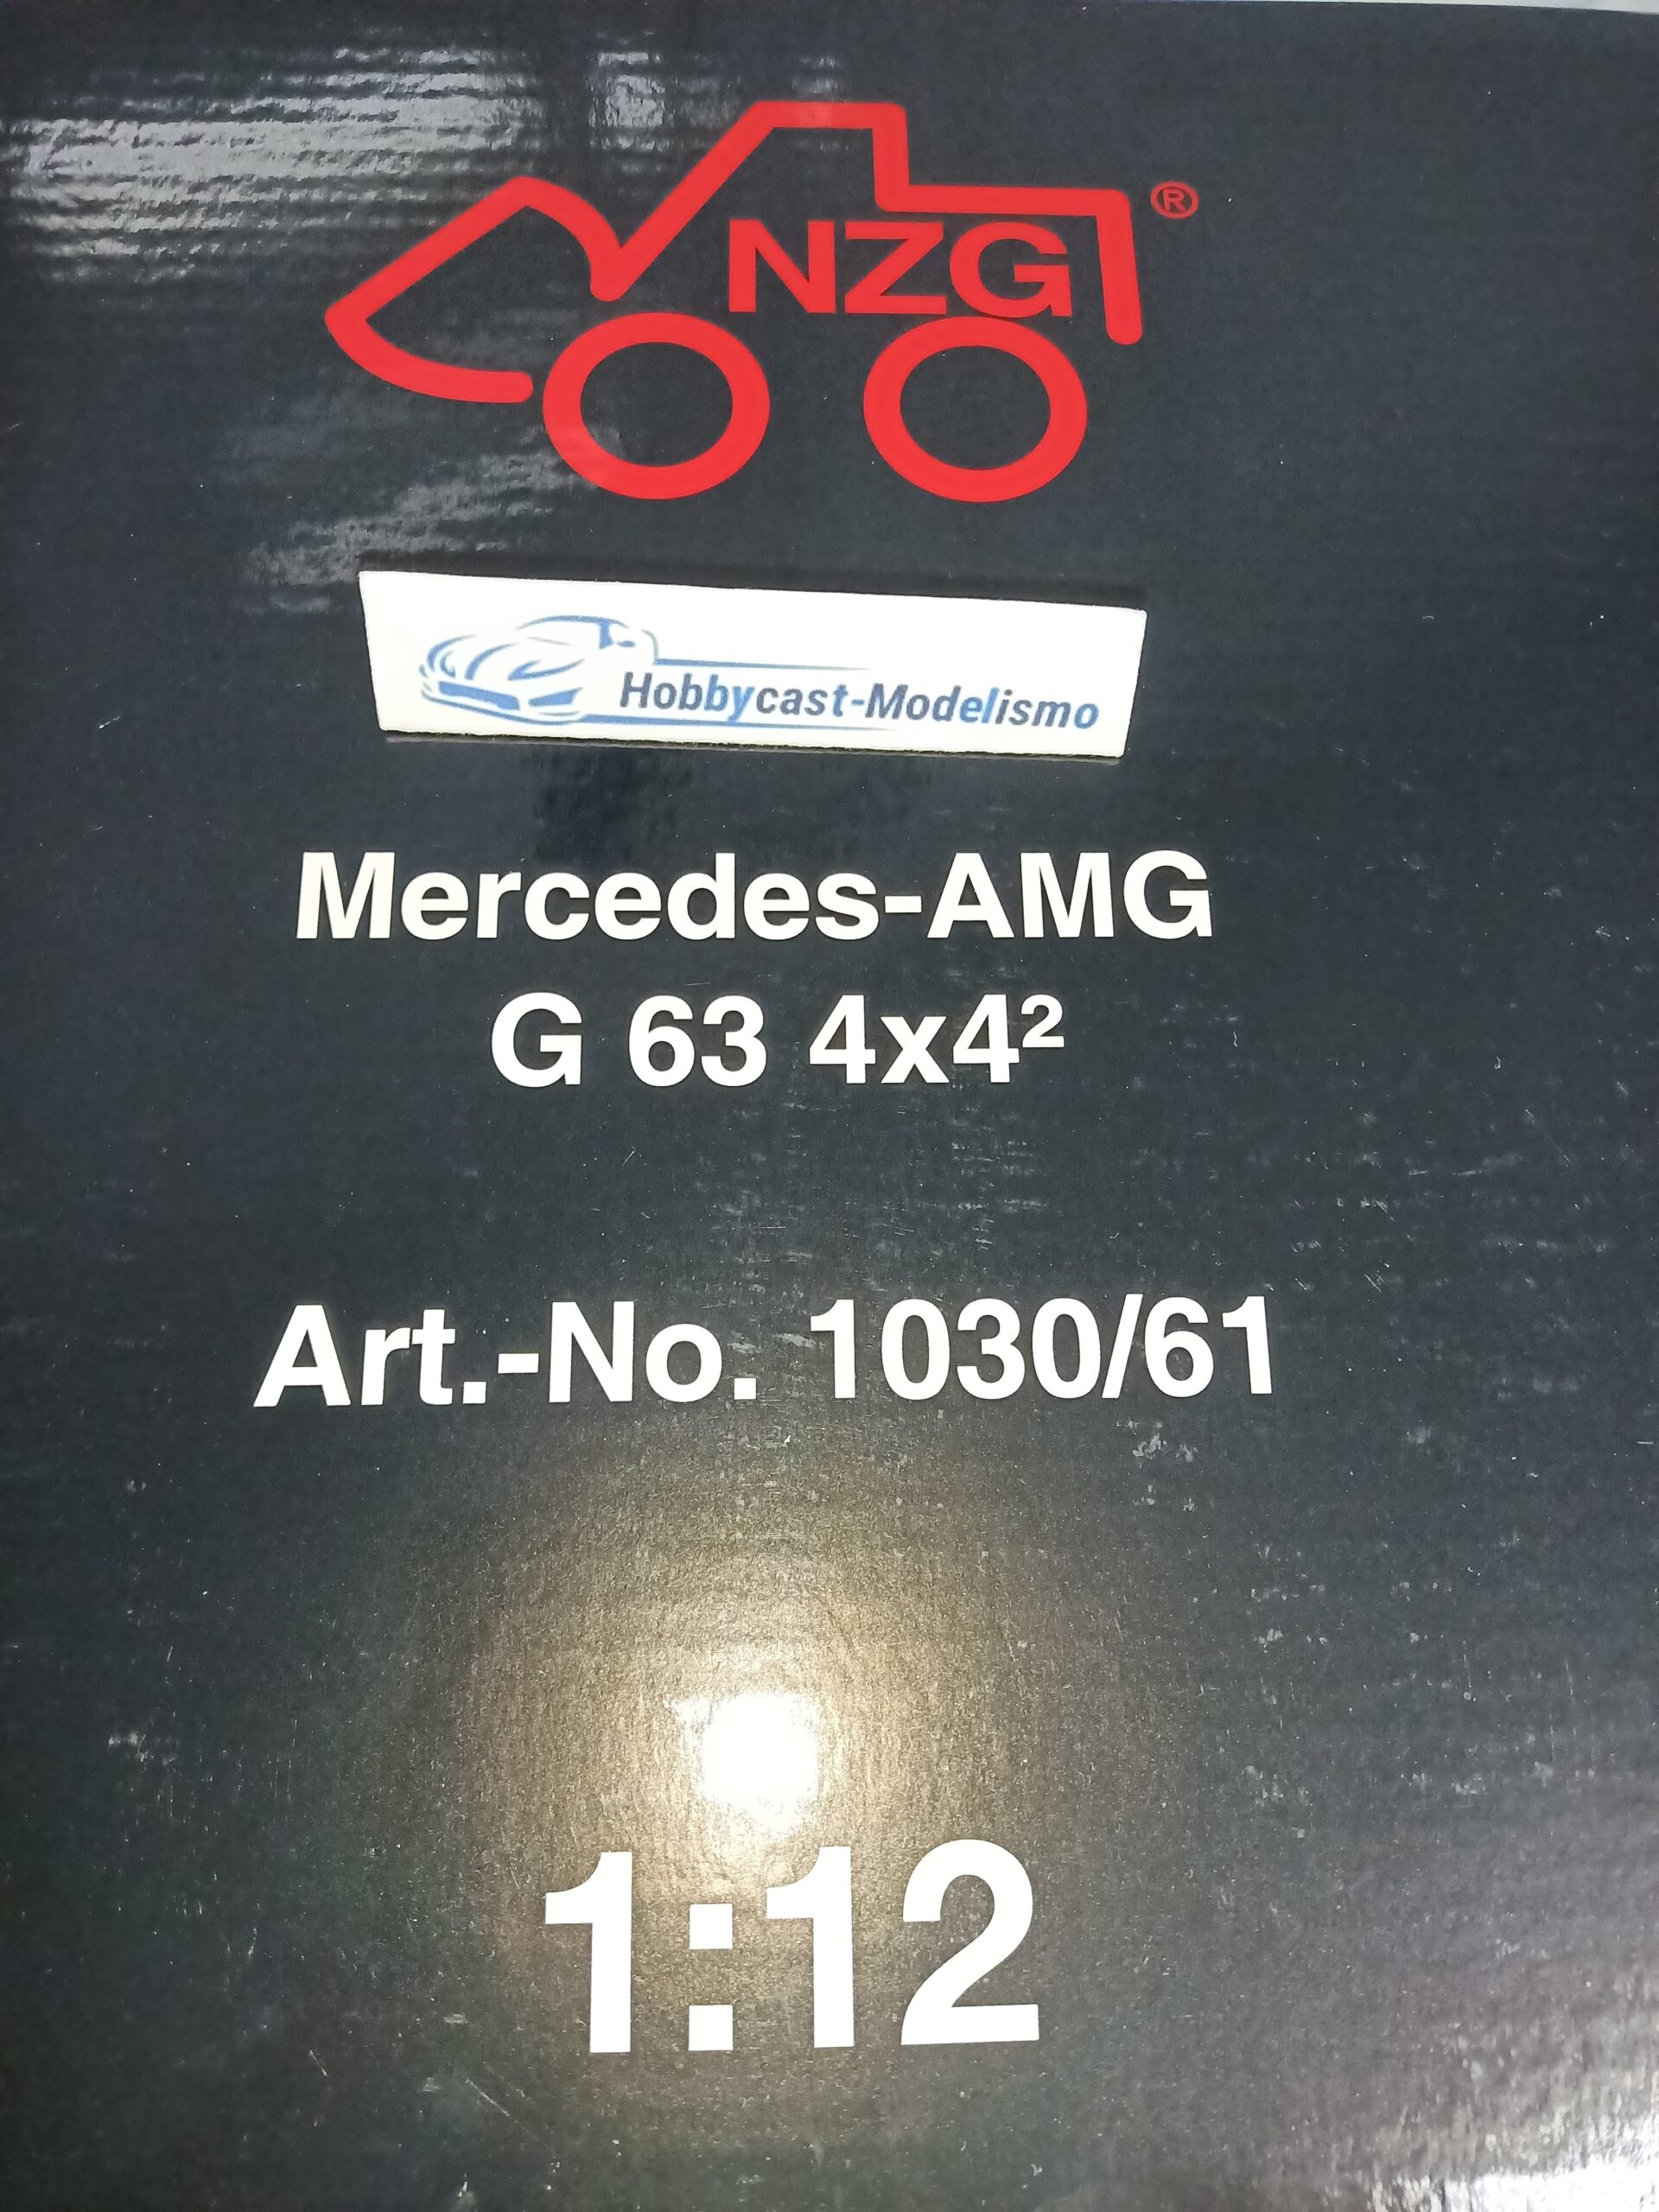 NZG®
Hobbycast-Modelismo
Mercedes-AMG
G 63 4x4²
Art.-No. 1030/61
1:12